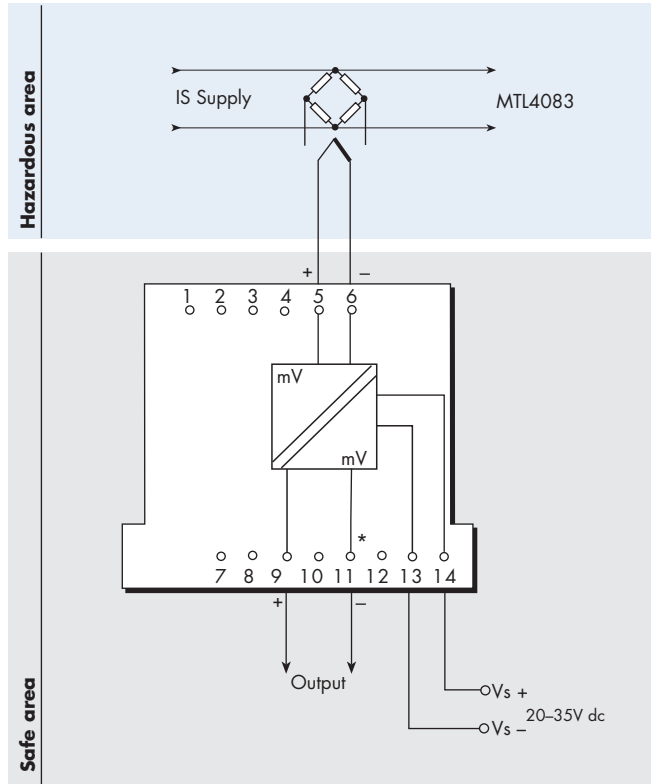 Hazardous area
IS Supply
MTL4083
+ –
1 2 3 4 5 6
mV
mV
*
7 8 9 10 11 12 13 14
+ –
Output
Vs +
20–35V dc
Vs –
Safe area